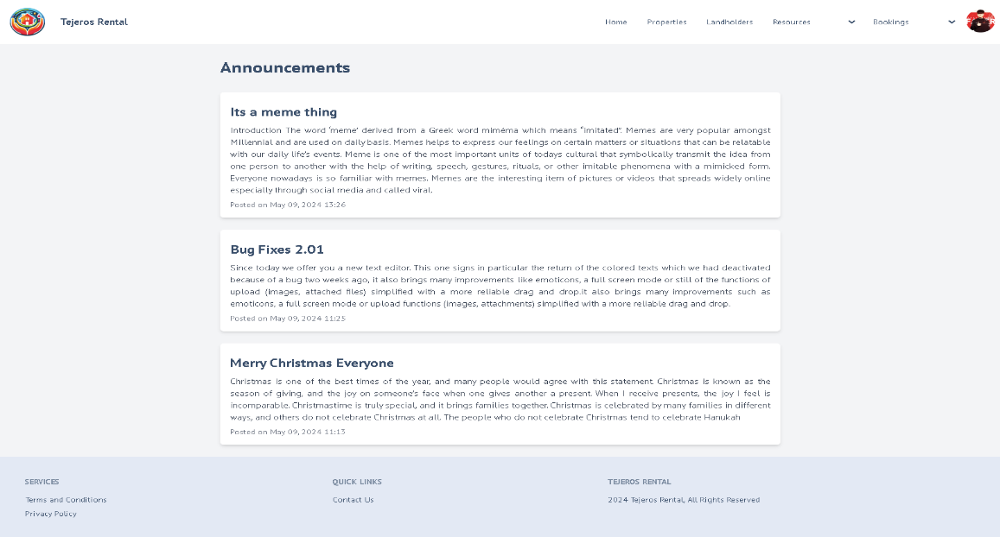 Tejeros Rental
Home
Properties
Landholders
Resources
Bookings
Announcements
Its a meme thing
Introduction The word ‘meme’ derived from a Greek word miméma which means “imitated”. Memes are very popular amongst
Millennial and are used on daily basis. Memes helps to express our feelings on certain matters or situations that can be relatable
with our daily life's events. Meme is one of the most important units of todays cultural that symbolically transmit the idea from
one person to another with the help of writing, speech, gestures, rituals, or other imitable phenomena with a mimicked form.
Everyone nowadays is so familiar with memes. Memes are the interesting item of pictures or videos that spreads widely online
especially through social media and called viral.
Posted on May 09, 2024 13:26
Bug Fixes 2.01
Since today we offer you a new text editor. This one signs in particular the return of the colored texts which we had deactivated
because of a bug two weeks ago, it also brings many improvements like emoticons, a full screen mode or still of the functions of
upload (images, attached files) simplified with a more reliable drag and drop.it also brings many improvements such as
emoticons, a full screen mode or upload functions (images, attachments) simplified with a more reliable drag and drop.
Posted on May 09, 2024 11:25
Merry Christmas Everyone
Christmas is one of the best times of the year, and many people would agree with this statement. Christmas is known as the
season of giving, and the joy on someone's face when one gives another a present. When I receive presents, the joy I feel is
incomparable. Christmastime is truly special, and it brings families together. Christmas is celebrated by many families in different
ways, and others do not celebrate Christmas at all. The people who do not celebrate Christmas tend to celebrate Hanukah
Posted on May 09, 2024 11:13
SERVICES
Terms and Conditions
Privacy Policy
QUICK LINKS
Contact Us
TEJEROS RENTAL
2024 Tejeros Rental, All Rights Reserved